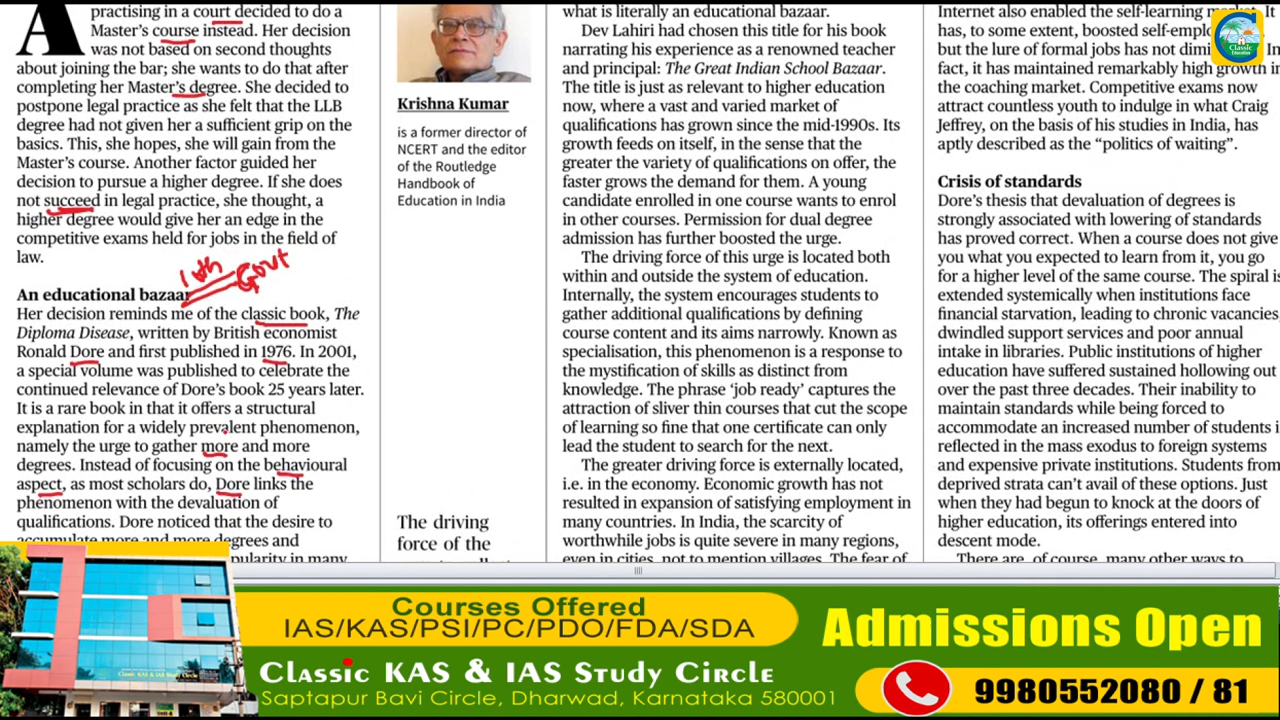 A
practising in a court decided to do a
Master's course instead. Her decision
was not based on second thoughts
about joining the bar; she wants to do that after
completing her Master's degree. She decided to
postpone legal practice as she felt that the LLB
degree had not given her a sufficient grip on the
basics. This, she hopes, she will gain from the
Master's course. Another factor guided her
decision to pursue a higher degree. If she does
not succeed in legal practice, she thought, a
higher degree would give her an edge in the
competitive exams held for jobs in the field of
law.
10th Govt
An educational bazaar
Her decision reminds me of the classic book, The
Diploma Disease, written by British economist
Ronald Dore and first published in 1976. In 2001,
a special volume was published to celebrate the
continued relevance of Dore's book 25 years later.
It is a rare book in that it offers a structural
explanation for a widely prevalent phenomenon,
namely the urge to gather more and more
degrees. Instead of focusing on the behavioural
aspect, as most scholars do, Dore links the
phenomenon with the devaluation of
qualifications. Dore noticed that the desire to
accumulate more and more degrees and
pularity in many
Krishna Kumar
is a former director of
NCERT and the editor
of the Routledge
Handbook of
Education in India
The driving
force of the
what is literally an educational bazaar.
Dev Lahiri had chosen this title for his book
narrating his experience as a renowned teacher
and principal: The Great Indian School Bazaar.
The title is just as relevant to higher education
now, where a vast and varied market of
qualifications has grown since the mid-1990s. Its
growth feeds on itself, in the sense that the
greater the variety of qualifications on offer, the
faster grows the demand for them. A young
candidate enrolled in one course wants to enrol
in other courses. Permission for dual degree
admission has further boosted the urge.
The driving force of this urge is located both
within and outside the system of education.
Internally, the system encourages students to
gather additional qualifications by defining
course content and its aims narrowly. Known as
specialisation, this phenomenon is a response to
the mystification of skills as distinct from
knowledge. The phrase 'job ready' captures the
attraction of sliver thin courses that cut the scope
of learning so fine that one certificate can only
lead the student to search for the next.
The greater driving force is externally located,
i.e. in the economy. Economic growth has not
resulted in expansion of satisfying employment in
many countries. In India, the scarcity of
worthwhile jobs is quite severe in many regions,
even in cities, not to mention villages. The fear of
Internet also enabled the self-learning market. It
has, to some extent, boosted self-emplo
but the lure of formal jobs has not dimi In
fact, it has maintained remarkably high growth in
the coaching market. Competitive exams now
attract countless youth to indulge in what Craig
Jeffrey, on the basis of his studies in India, has
aptly described as the "politics of waiting".
Crisis of standards
Dore's thesis that devaluation of degrees is
strongly associated with lowering of standards
has proved correct. When a course does not give
you what you expected to learn from it, you go
for a higher level of the same course. The spiral is
extended systemically when institutions face
financial starvation, leading to chronic vacancies,
dwindled support services and poor annual
intake in libraries. Public institutions of higher
education have suffered sustained hollowing out
over the past three decades. Their inability to
maintain standards while being forced to
accommodate an increased number of students i
reflected in the mass exodus to foreign systems
and expensive private institutions. Students from
deprived strata can't avail of these options. Just
when they had begun to knock at the doors of
higher education, its offerings entered into
descent mode.
There are, of course, many other ways to
Classic
Education
Courses Offered
IAS/KAS/PSI/PC/PDO/FDA/SDA
Classic KAS & IAS Study Circle
Saptapur Bavi Circle, Dharwad, Karnataka 580001
Admissions Open
9980552080 / 81